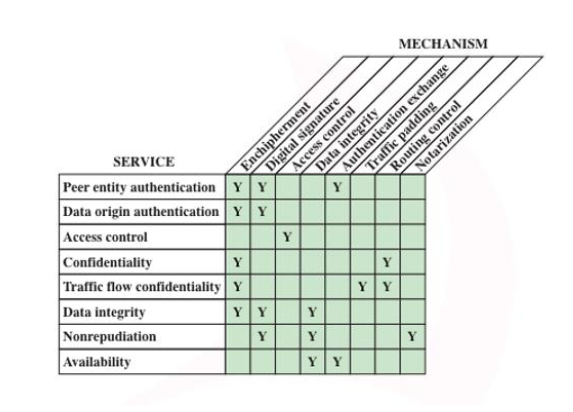 MECHANISM
Enchipherment
Digital signature
Access control
Data integrity
Authentication exchange
Traffic padding
Routing control
Notarization
SERVICE
Peer entity authentication Y Y Y
Data origin authentication Y Y
Access control Y
Confidentiality Y Y
Traffic flow confidentiality Y Y Y
Data integrity Y Y Y
Nonrepudiation Y Y Y
Availability Y Y